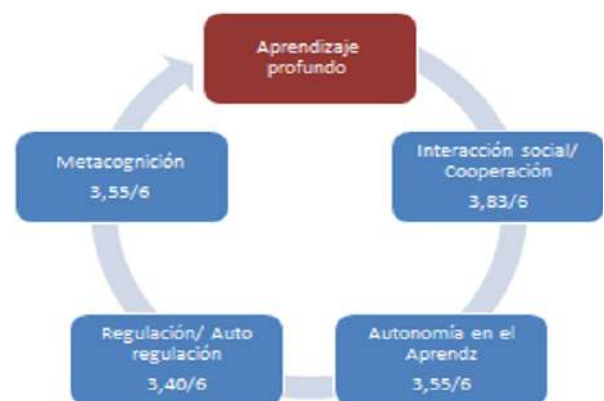 Aprendizaje
profundo
Interacción social/
Cooperación
3,83/6
Autonomía en el
Aprendz
3,55/6
Regulación/ Auto
regulación
3,40/6
Metacognición
3,55/6